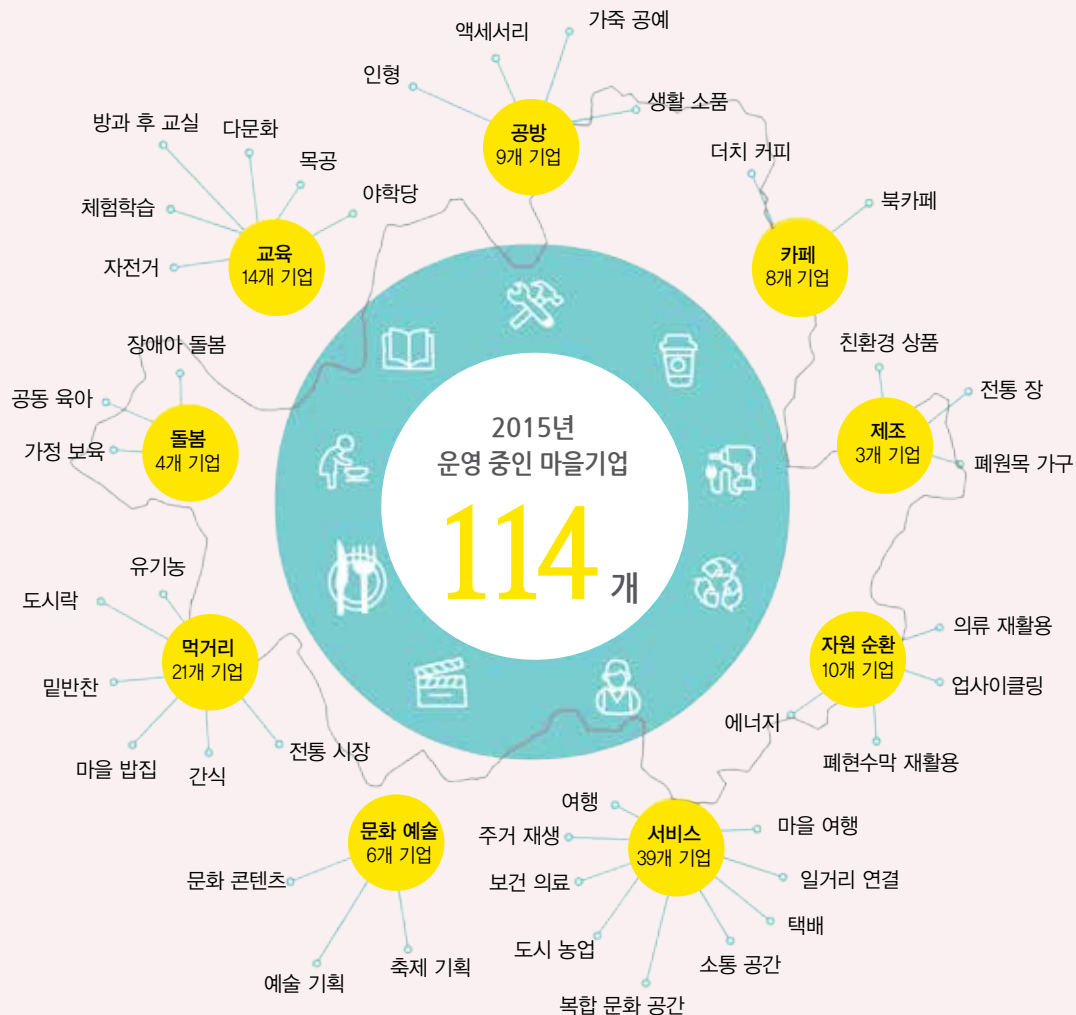 가죽 공예
액세서리
인형
생활 소품
공방
9개 기업
방과 후 교실
다문화
목공
체험학습
야학당
자전거
교육
14개 기업
더치 커피
북카페
카페
8개 기업
장애아 돌봄
공동 육아
가정 보육
돌봄
4개 기업
친환경 상품
전통 장
폐원목 가구
제조
3개 기업
2015년
운영 중인 마을기업
114 개
유기농
도시락
먹거리
21개 기업
밑반찬
마을 밥집
간식
전통 시장
자원 순환
10개 기업
의류 재활용
업사이클링
에너지
폐현수막 재활용
문화 예술
6개 기업
문화 콘텐츠
예술 기획
축제 기획
서비스
39개 기업
여행
마을 여행
주거 재생
일거리 연결
보건 의료
택배
도시 농업
소통 공간
복합 문화 공간